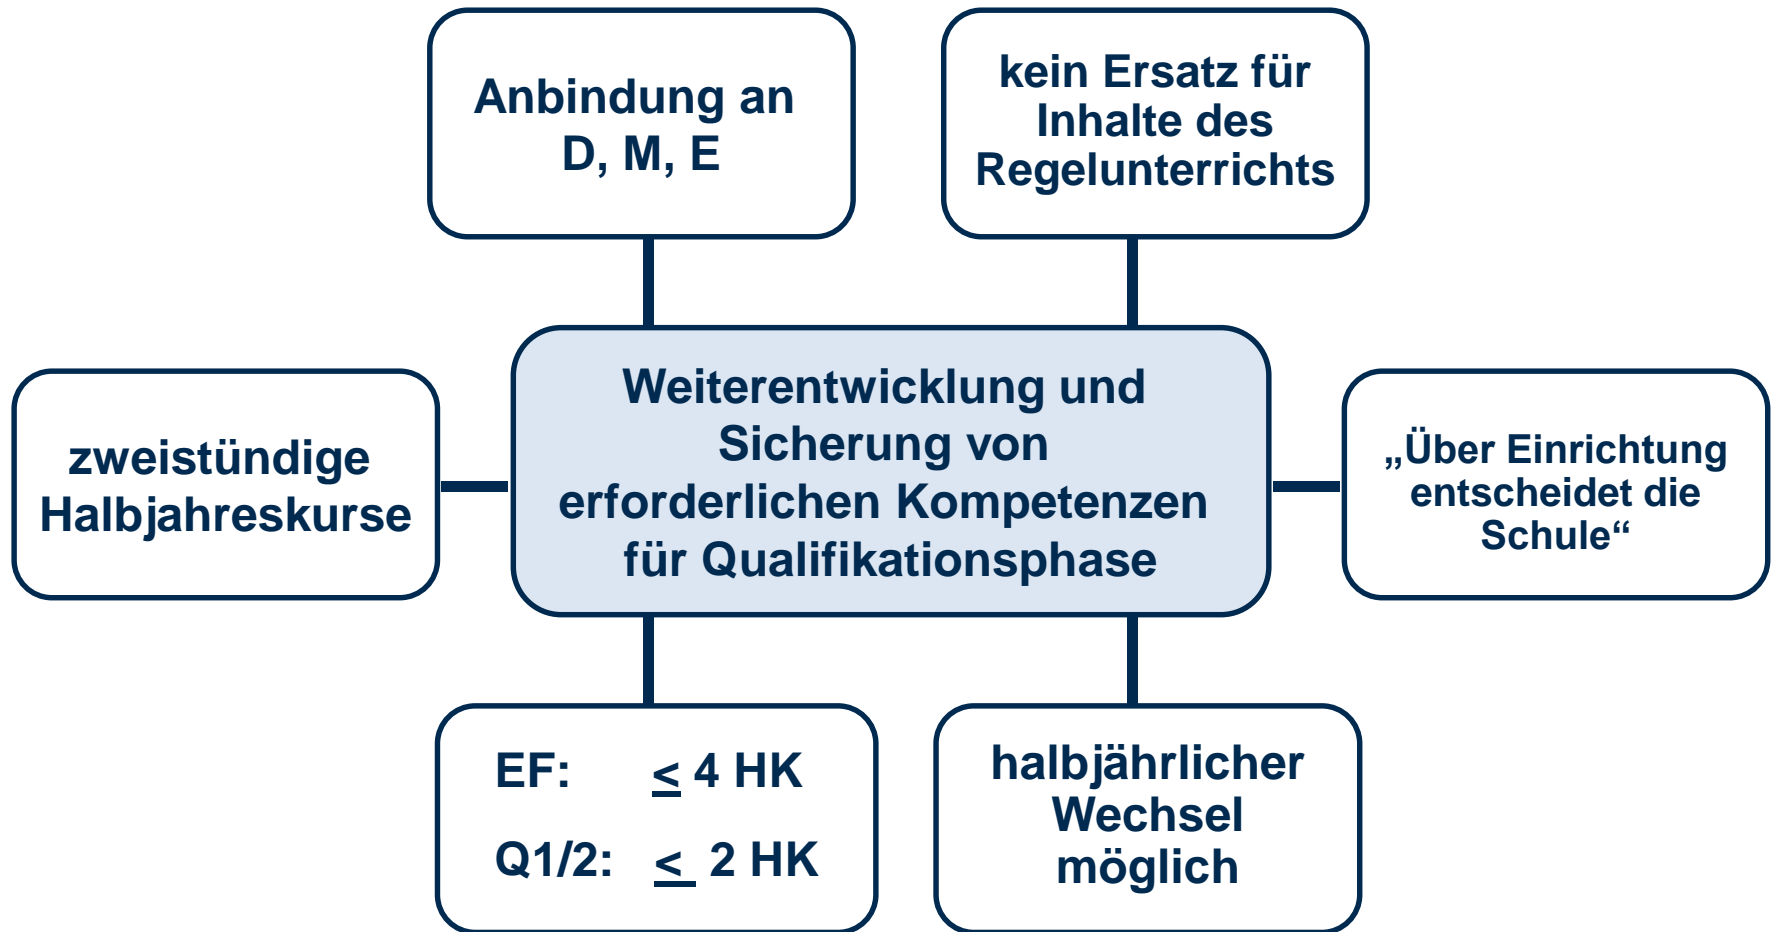 Anbindung an
D, M, E
kein Ersatz für
Inhalte des
Regelunterrichts
zweistündige
Halbjahreskurse
Weiterentwicklung und
Sicherung von
erforderlichen Kompetenzen
für Qualifikationsphase
„Über Einrichtung
entscheidet die
Schule“
EF: ≤ 4 HK
Q1/2: ≤ 2 HK
halbjährlicher
Wechsel
möglich